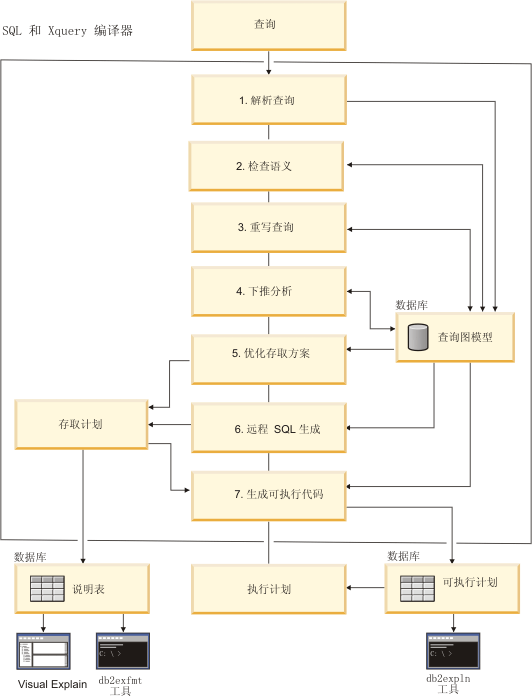 查询
SQL 和 Xquery 编译器
1. 解析查询
2. 检查语义
3. 重写查询
4. 下推分析
数据库
查询图模型
5. 优化存取方案
存取计划
6. 远程 SQL 生成
7. 生成可执行代码
数据库
说明表
执行计划
数据库
可执行计划
C: \ >
C: \ >
Visual Explain
db2exfmt
工具
db2expln
工具